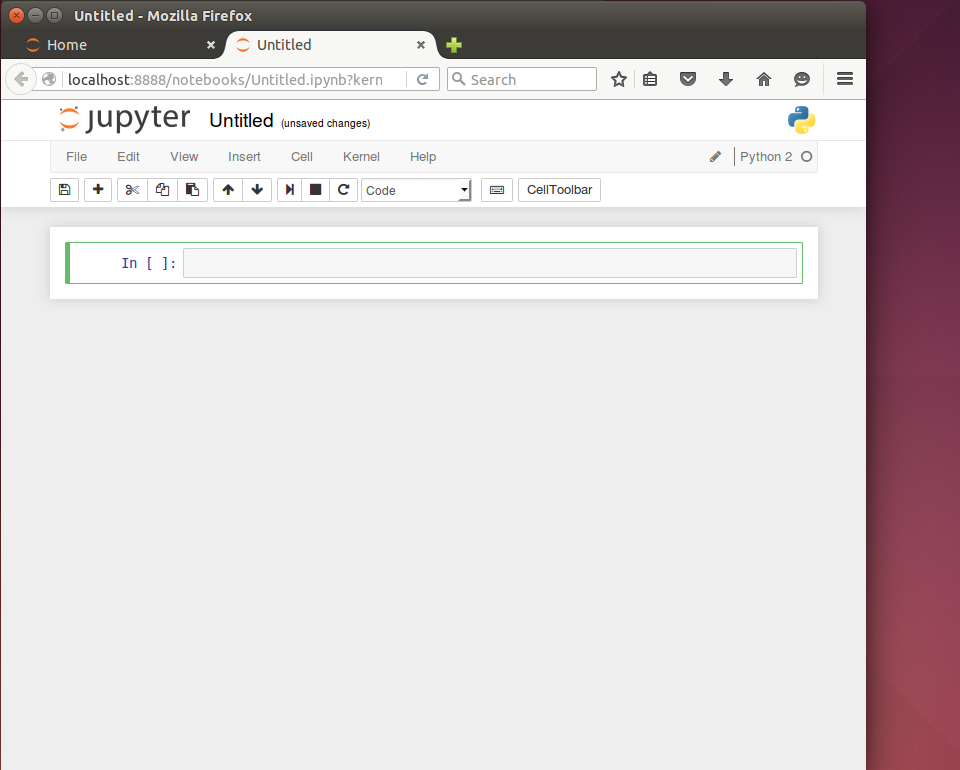 Untitled - Mozilla Firefox
Home
Untitled
localhost:8888/notebooks/Untitled.ipynb?kern
Search
jupyter Untitled (unsaved changes)
File Edit View Insert Cell Kernel Help Python 2
Code CellToolbar
In [ ]: